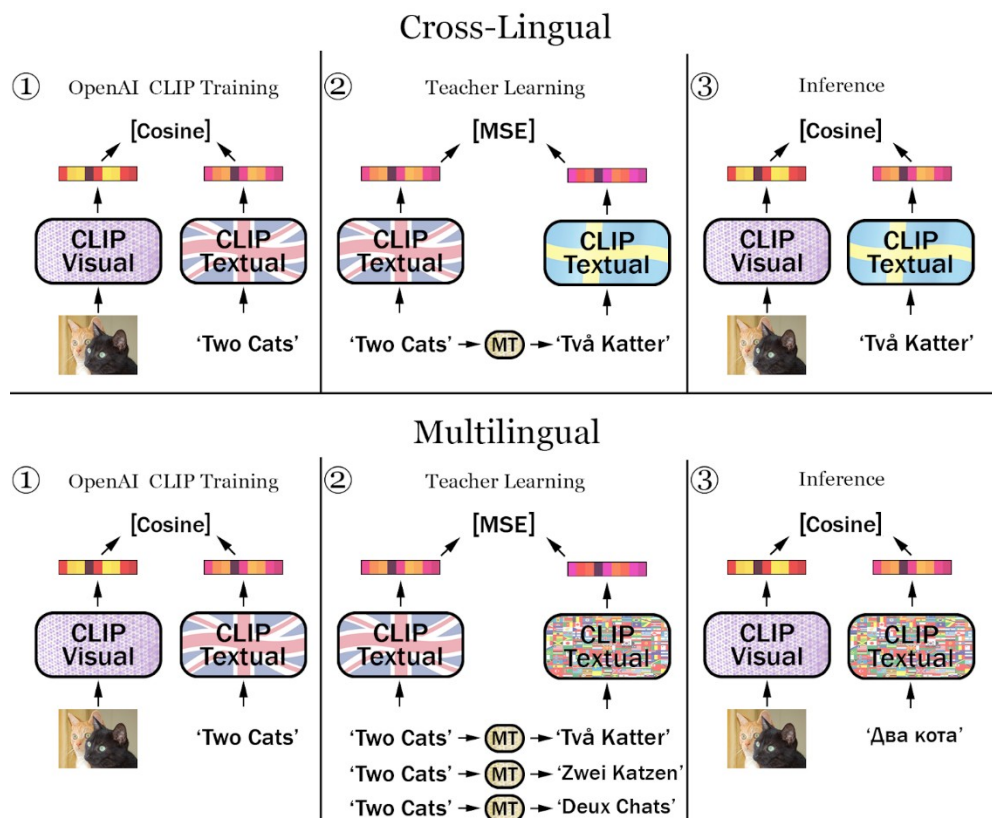 Cross-Lingual
① OpenAI CLIP Training
② Teacher Learning
③ Inference
[Cosine]
[MSE]
[Cosine]
CLIP Visual
CLIP Textual
CLIP Textual
CLIP Textual
CLIP Visual
CLIP Textual
'Two Cats'
'Two Cats' MT 'Två Katter'
'Två Katter'
Multilingual
① OpenAI CLIP Training
② Teacher Learning
③ Inference
[Cosine]
[MSE]
[Cosine]
CLIP Visual
CLIP Textual
CLIP Textual
CLIP Textual
CLIP Visual
CLIP Textual
'Two Cats'
'Two Cats' MT 'Två Katter'
'Two Cats' MT 'Zwei Katzen'
'Two Cats' MT 'Deux Chats'
'Два кота'